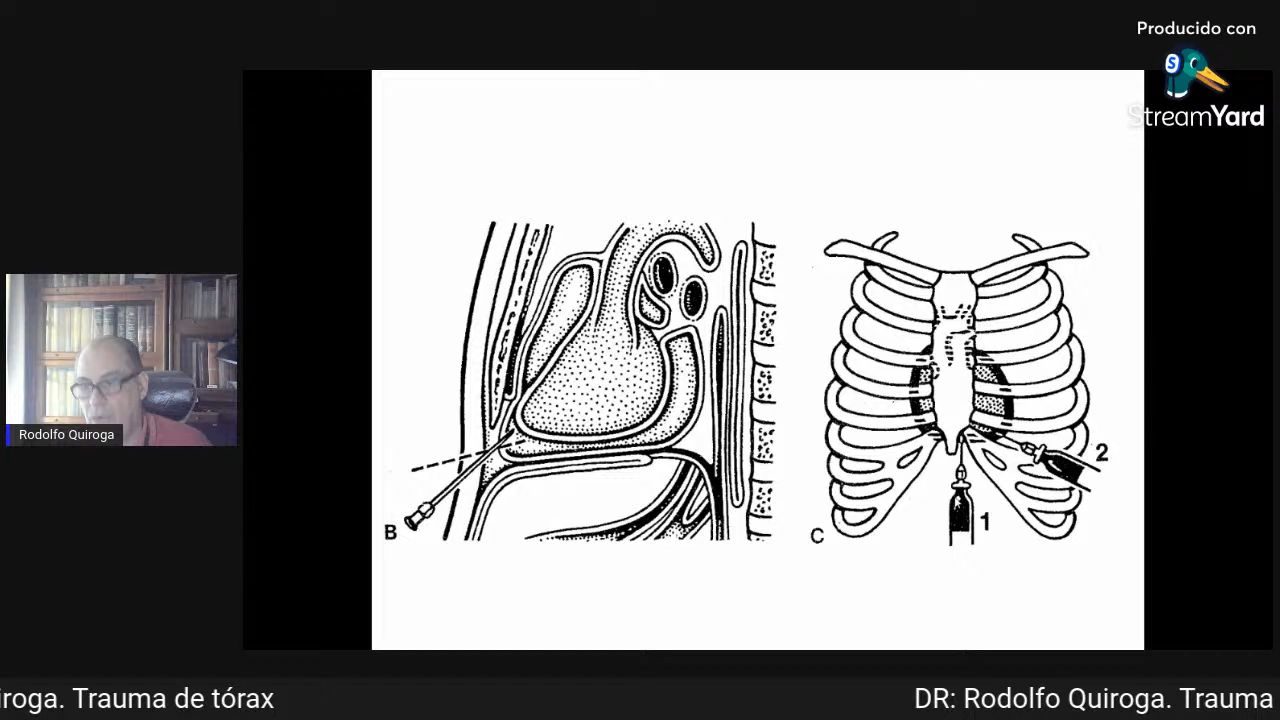 Producido con
S
StreamYard
B
C
1
2
Rodolfo Quiroga
iroga. Trauma de tórax
DR: Rodolfo Quiroga. Trauma